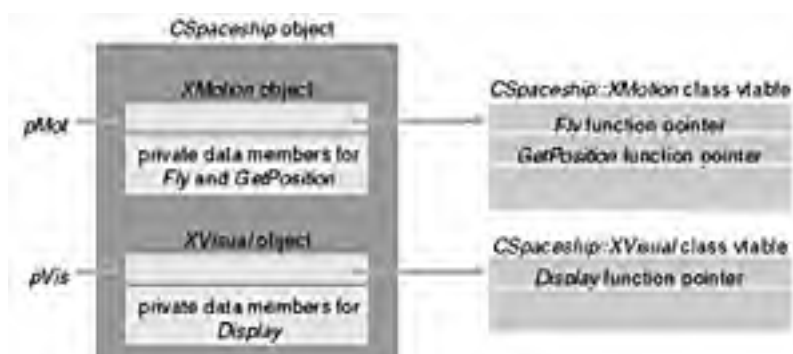 CSpaceship object
XMotion object
pMot
private data members for
Fly and GetPosition
XVisual object
pVis
private data members for
Display
CSpaceship::XMotion class vtable
Fly function pointer
GetPosition function pointer
CSpaceship::XVisual class vtable
Display function pointer